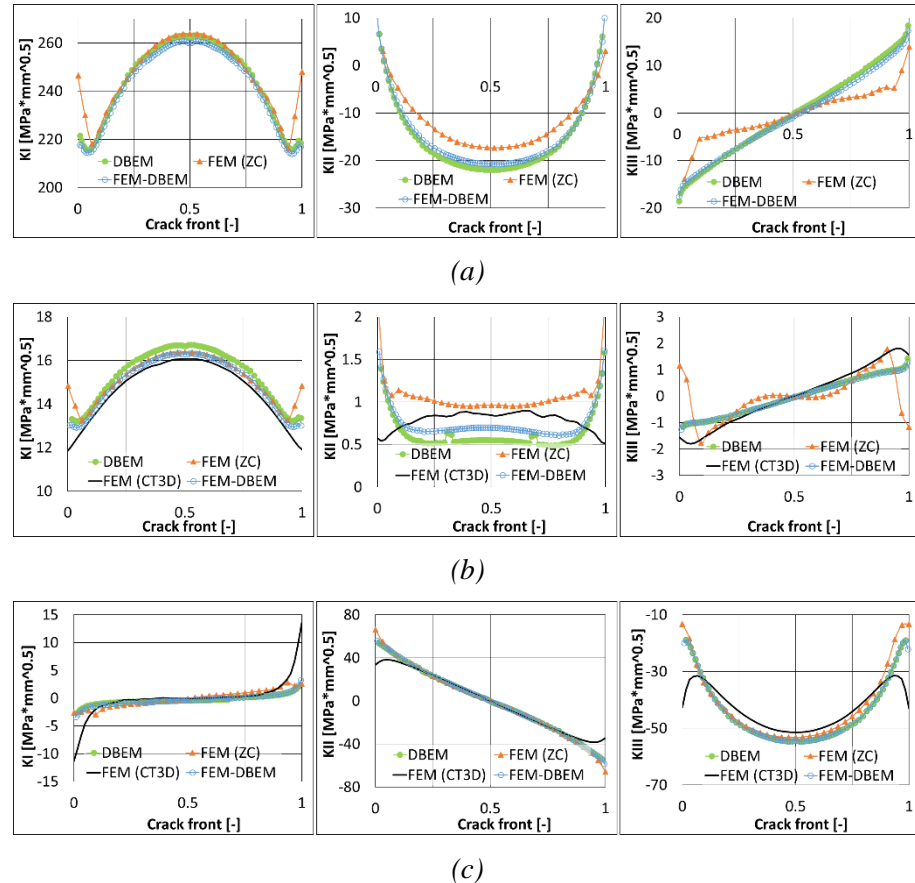 KI [MPa*mm^0.5]
260
240
220
200
0
0.5
1
DBEM
FEM (ZC)
FEM-DBEM
Crack front [-]
KII [MPa*mm^0.5]
10
0
-10
-20
-30
0
0.5
1
DBEM
FEM (ZC)
FEM-DBEM
Crack front [-]
KIII [MPa*mm^0.5]
20
10
0
-10
-20
0
0.5
1
DBEM
FEM (ZC)
FEM-DBEM
Crack front [-]
(a)
KI [MPa*mm^0.5]
18
16
14
12
10
0
0.5
1
DBEM
FEM (ZC)
FEM (CT3D)
FEM-DBEM
Crack front [-]
KII [MPa*mm^0.5]
2
1.5
1
0.5
0
0
0.5
1
DBEM
FEM (ZC)
FEM (CT3D)
FEM-DBEM
Crack front [-]
KIII [MPa*mm^0.5]
3
2
1
0
-1
-2
-3
0
0.5
1
DBEM
FEM (ZC)
FEM (CT3D)
FEM-DBEM
Crack front [-]
(b)
KI [MPa*mm^0.5]
15
10
5
0
-5
-10
-15
0
0.5
1
DBEM
FEM (ZC)
FEM (CT3D)
FEM-DBEM
Crack front [-]
KII [MPa*mm^0.5]
80
40
0
-40
-80
0
0.5
1
DBEM
FEM (ZC)
FEM (CT3D)
FEM-DBEM
Crack front [-]
KIII [MPa*mm^0.5]
-10
-30
-50
-70
0
0.5
1
DBEM
FEM (ZC)
FEM (CT3D)
FEM-DBEM
Crack front [-]
(c)